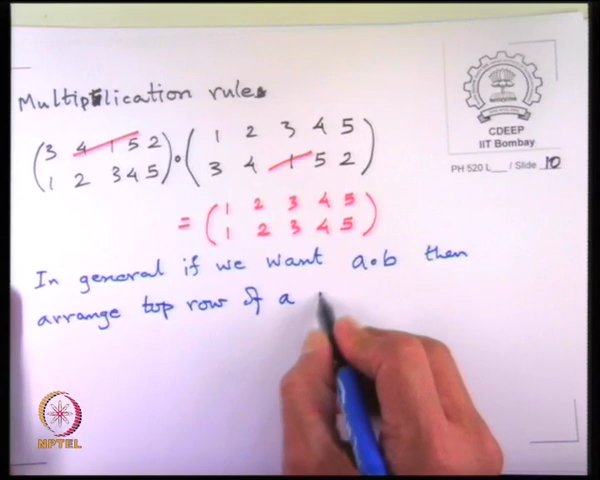 Multiplication rules
(3 4 1 5 2 / 1 2 3 4 5) • (1 2 3 4 5 / 3 4 1 5 2)
= (1 2 3 4 5 / 1 2 3 4 5)
In general if we want a•b then
arrange top row of a
CDEEP
IIT Bombay
PH 520 L___/ Slide 10
NPTEL